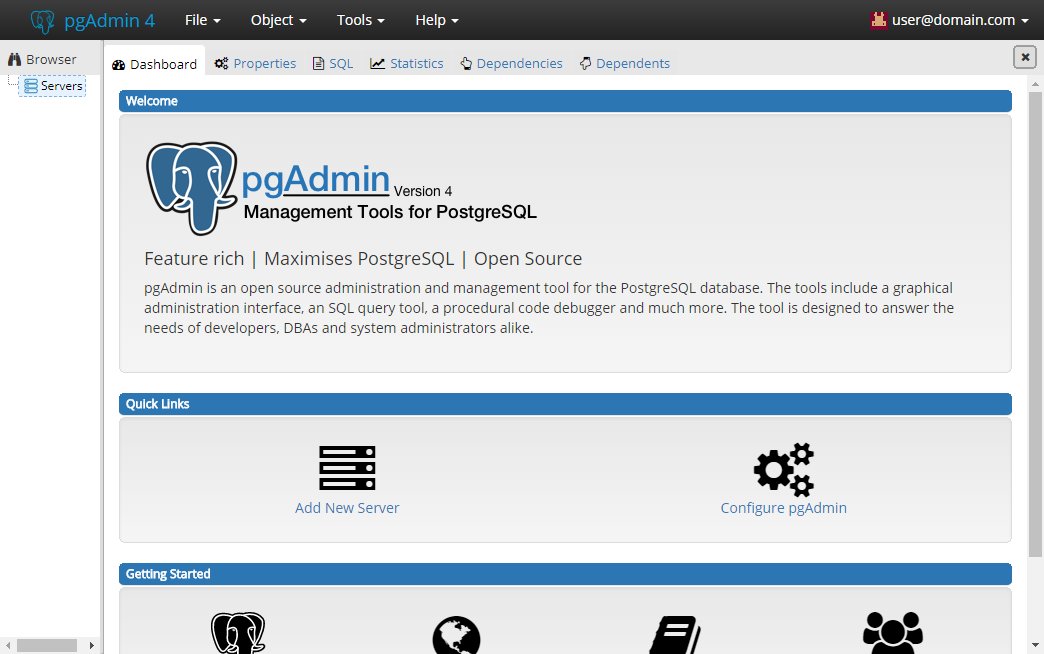 pgAdmin 4 File Object Tools Help user@domain.com
Browser
Dashboard Properties SQL Statistics Dependencies Dependents
Servers
Welcome
pgAdmin Version 4
Management Tools for PostgreSQL
Feature rich | Maximises PostgreSQL | Open Source
pgAdmin is an open source administration and management tool for the PostgreSQL database. The tools include a graphical
administration interface, an SQL query tool, a procedural code debugger and much more. The tool is designed to answer the
needs of developers, DBAs and system administrators alike.
Quick Links
Add New Server Configure pgAdmin
Getting Started